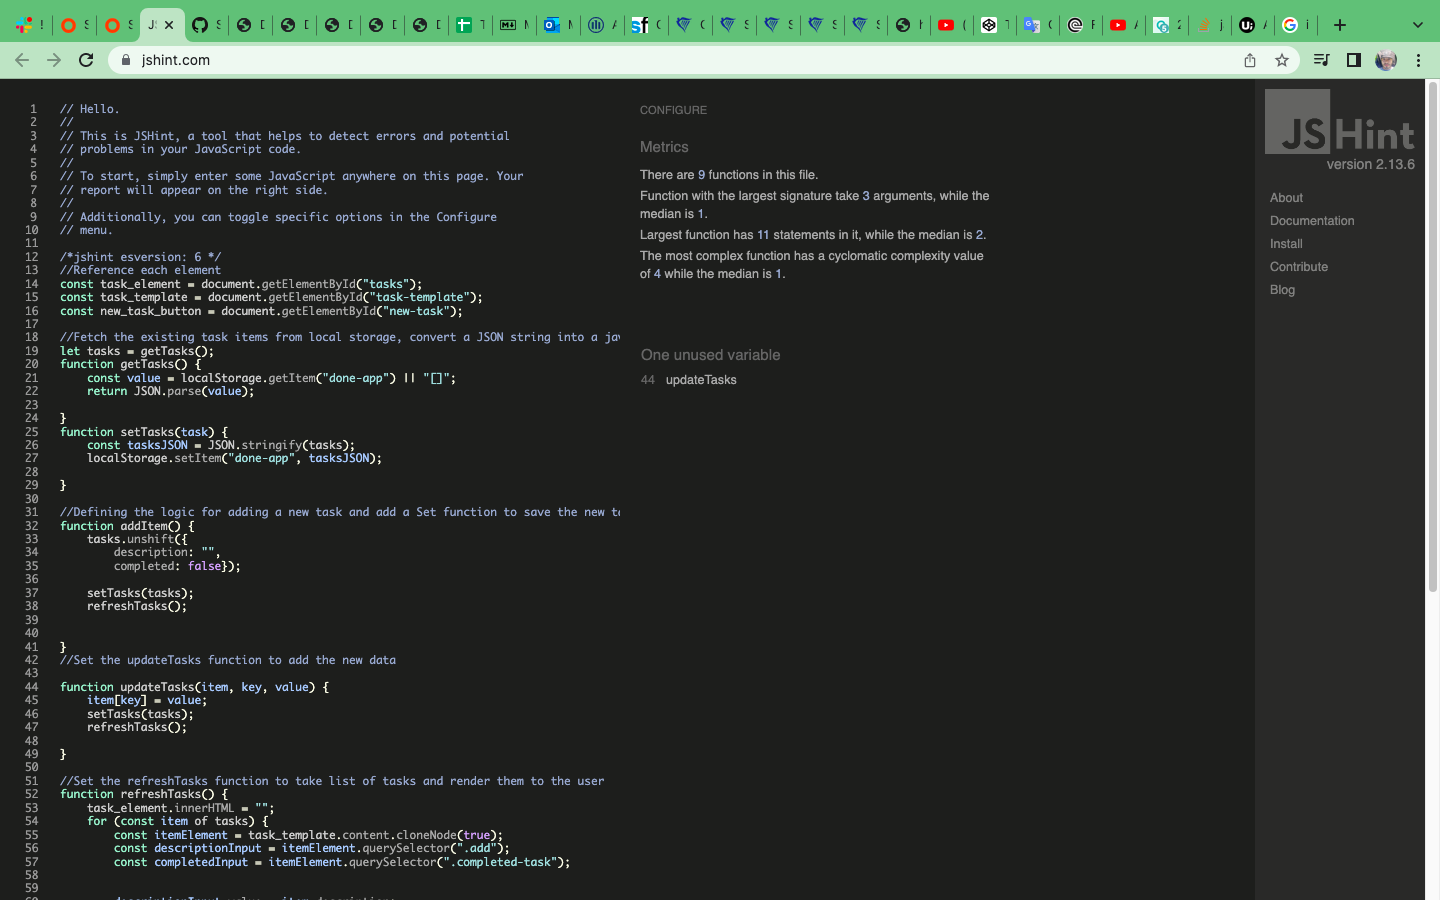 jshint.com
1 // Hello.
2 //
3 // This is JSHint, a tool that helps to detect errors and potential
4 // problems in your JavaScript code.
5 //
6 // To start, simply enter some JavaScript anywhere on this page. Your
7 // report will appear on the right side.
8 //
9 // Additionally, you can toggle specific options in the Configure
10 // menu.
11
12 /*jshint esversion: 6 */
13 //Reference each element
14 const task_element = document.getElementById("tasks");
15 const task_template = document.getElementById("task-template");
16 const new_task_button = document.getElementById("new-task");
17
18 //Fetch the existing task items from local storage, convert a JSON string into a jav
19 let tasks = getTasks();
20 function getTasks() {
21 const value = localStorage.getItem("done-app") || "[]";
22 return JSON.parse(value);
23
24 }
25 function setTasks(task) {
26 const tasksJSON = JSON.stringify(tasks);
27 localStorage.setItem("done-app", tasksJSON);
28
29 }
30
31 //Defining the logic for adding a new task and add a Set function to save the new ta
32 function addItem() {
33 tasks.unshift({
34 description: "",
35 completed: false});
36
37 setTasks(tasks);
38 refreshTasks();
39
40
41 }
42 //Set the updateTasks function to add the new data
43
44 function updateTasks(item, key, value) {
45 item[key] = value;
46 setTasks(tasks);
47 refreshTasks();
48
49 }
50
51 //Set the refreshTasks function to take list of tasks and render them to the user
52 function refreshTasks() {
53 task_element.innerHTML = "";
54 for (const item of tasks) {
55 const itemElement = task_template.content.cloneNode(true);
56 const descriptionInput = itemElement.querySelector(".add");
57 const completedInput = itemElement.querySelector(".completed-task");
58
59
CONFIGURE
Metrics
There are 9 functions in this file.
Function with the largest signature take 3 arguments, while the
median is 1.
Largest function has 11 statements in it, while the median is 2.
The most complex function has a cyclomatic complexity value
of 4 while the median is 1.
One unused variable
44 updateTasks
JSHint
version 2.13.6
About
Documentation
Install
Contribute
Blog